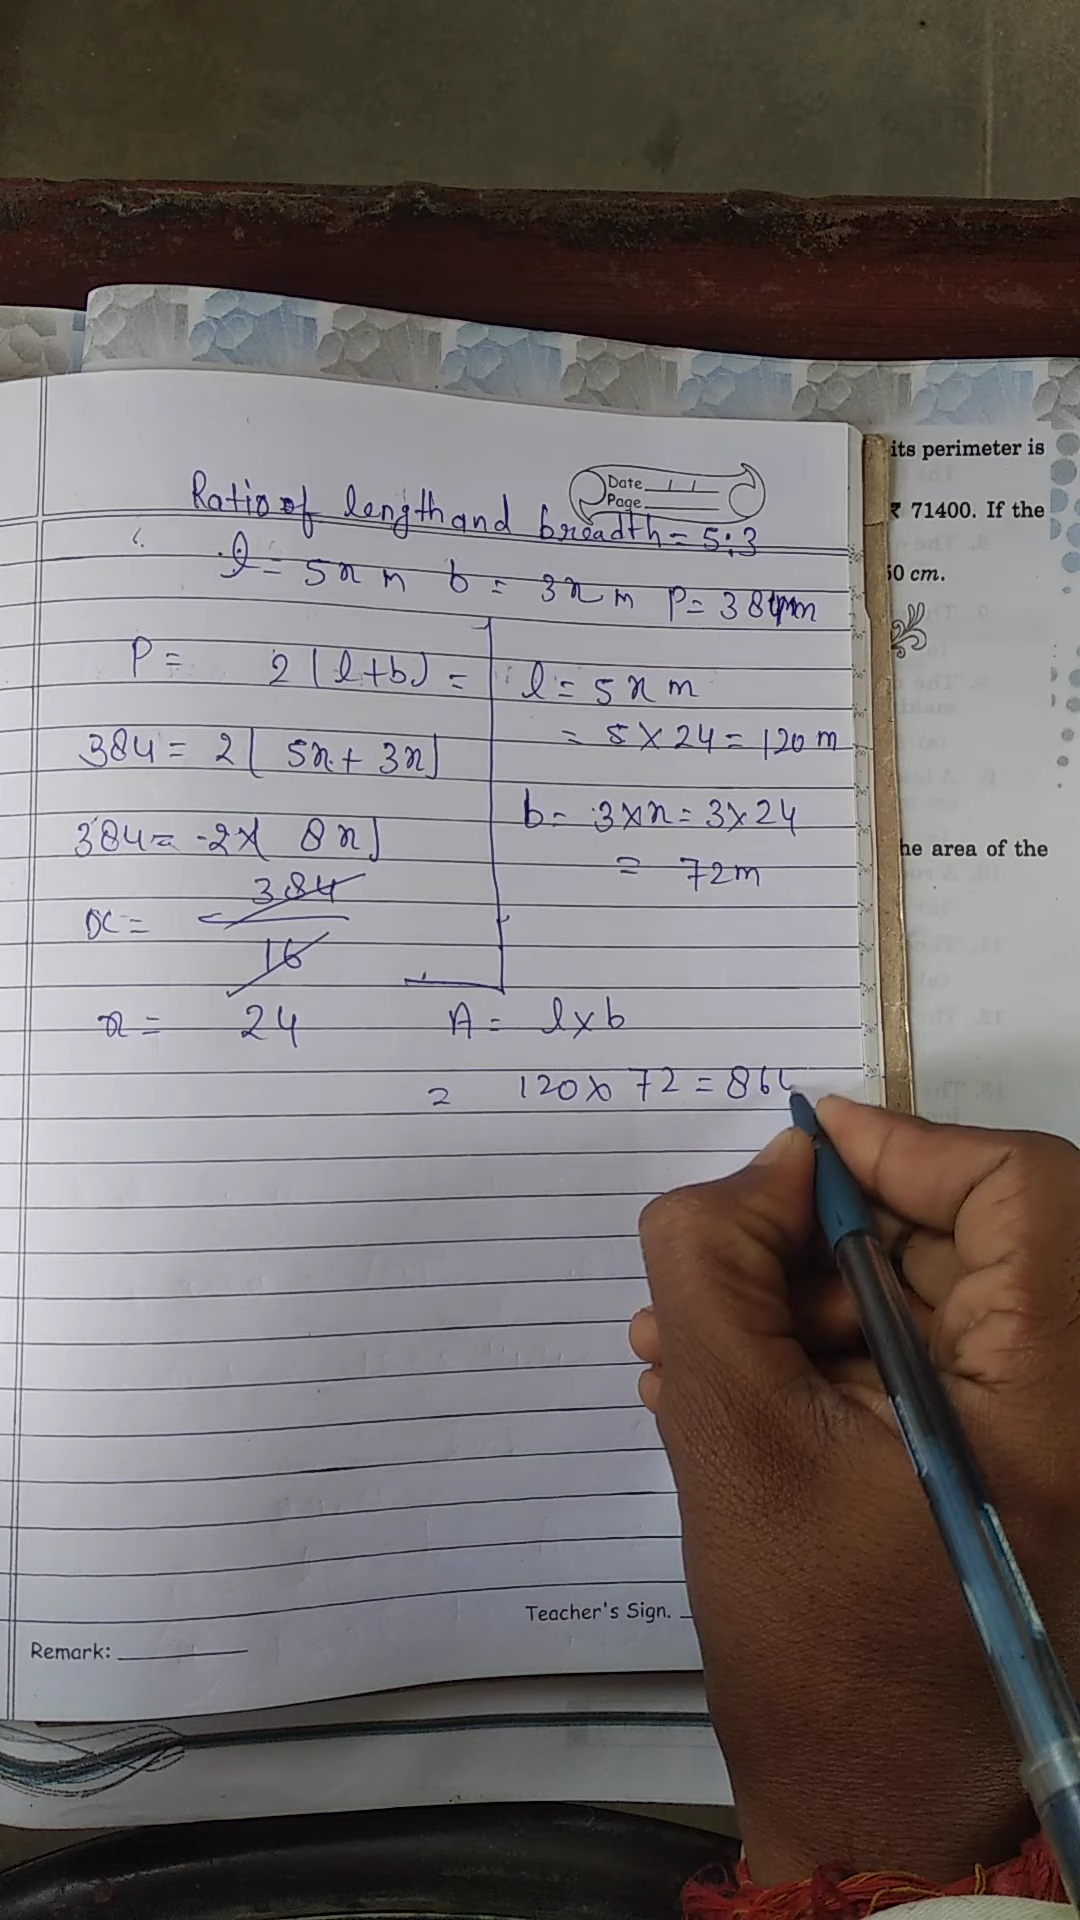 Date
Page
Ratio of length and breadth = 5:3
l = 5x m b = 3x m P = 384m
P = 2(l+b) =
384 = 2[5x + 3x]
384 = 2×[8x]
x = 384
16
x = 24
l = 5x m
= 5 × 24 = 120 m
b = 3×x = 3×24
= 72m
A = l×b
= 120 × 72 = 864
Teacher's Sign.
Remark:
its perimeter is
₹ 71400. If the
50 cm.
he area of the